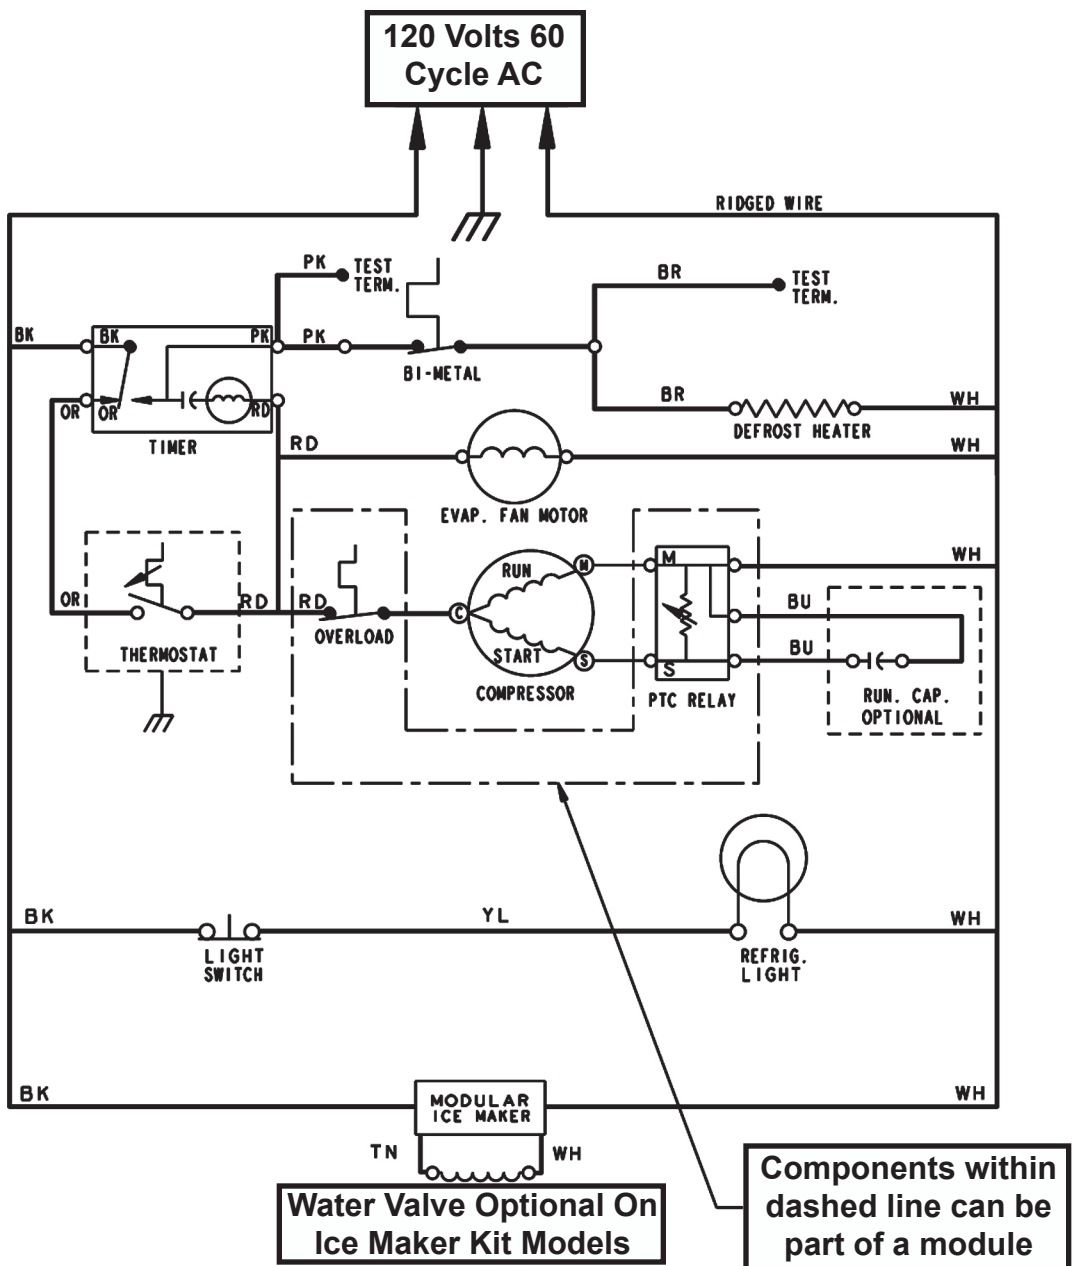 120 Volts 60
Cycle AC
RIDGED WIRE
PK
TEST
TERM.
BR
TEST
TERM.
BK
BK
PK
PK
BI-METAL
OR
OR
RD
TIMER
BR
DEFROST HEATER
WH
RD
WH
EVAP. FAN MOTOR
OR
RD
RD
THERMOSTAT
OVERLOAD
C
RUN
START
M
S
COMPRESSOR
M
S
PTC RELAY
WH
BU
BU
RUN. CAP.
OPTIONAL
BK
YL
WH
LIGHT
SWITCH
REFRIG.
LIGHT
BK
MODULAR
ICE MAKER
WH
TN
WH
Water Valve Optional On
Ice Maker Kit Models
Components within
dashed line can be
part of a module